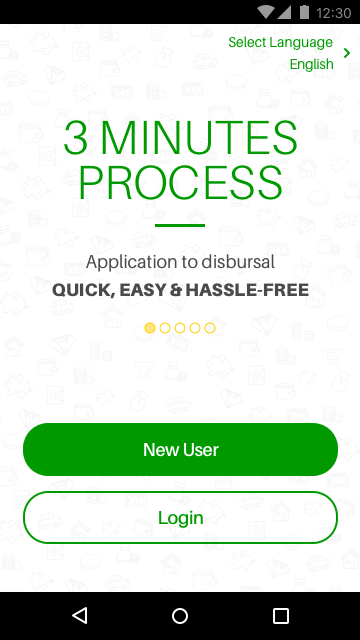 12:30
Select Language
English
3 MINUTES
PROCESS
Application to disbursal
QUICK, EASY & HASSLE-FREE
New User
Login